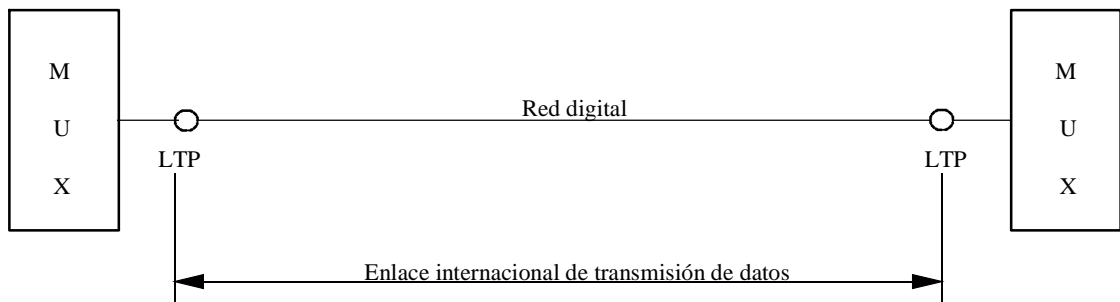 M
U
X
Red digital
LTP
LTP
M
U
X
Enlace internacional de transmisión de datos